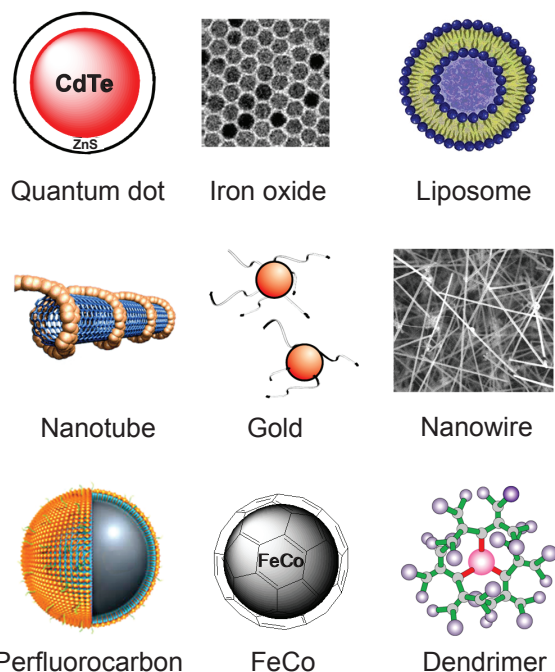 CdTe
ZnS
Quantum dot Iron oxide Liposome
Nanotube Gold Nanowire
FeCo
Perfluorocarbon FeCo Dendrimer